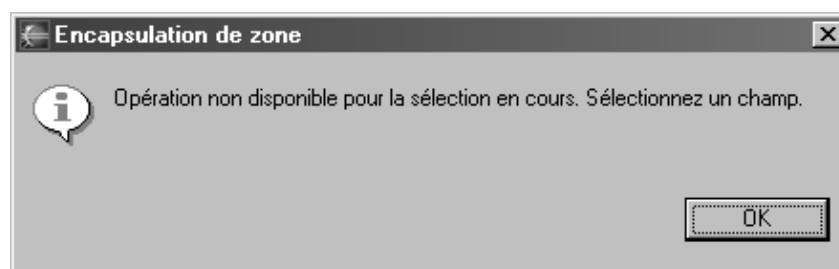 Encapsulation de zone
Opération non disponible pour la sélection en cours. Sélectionnez un champ.
OK